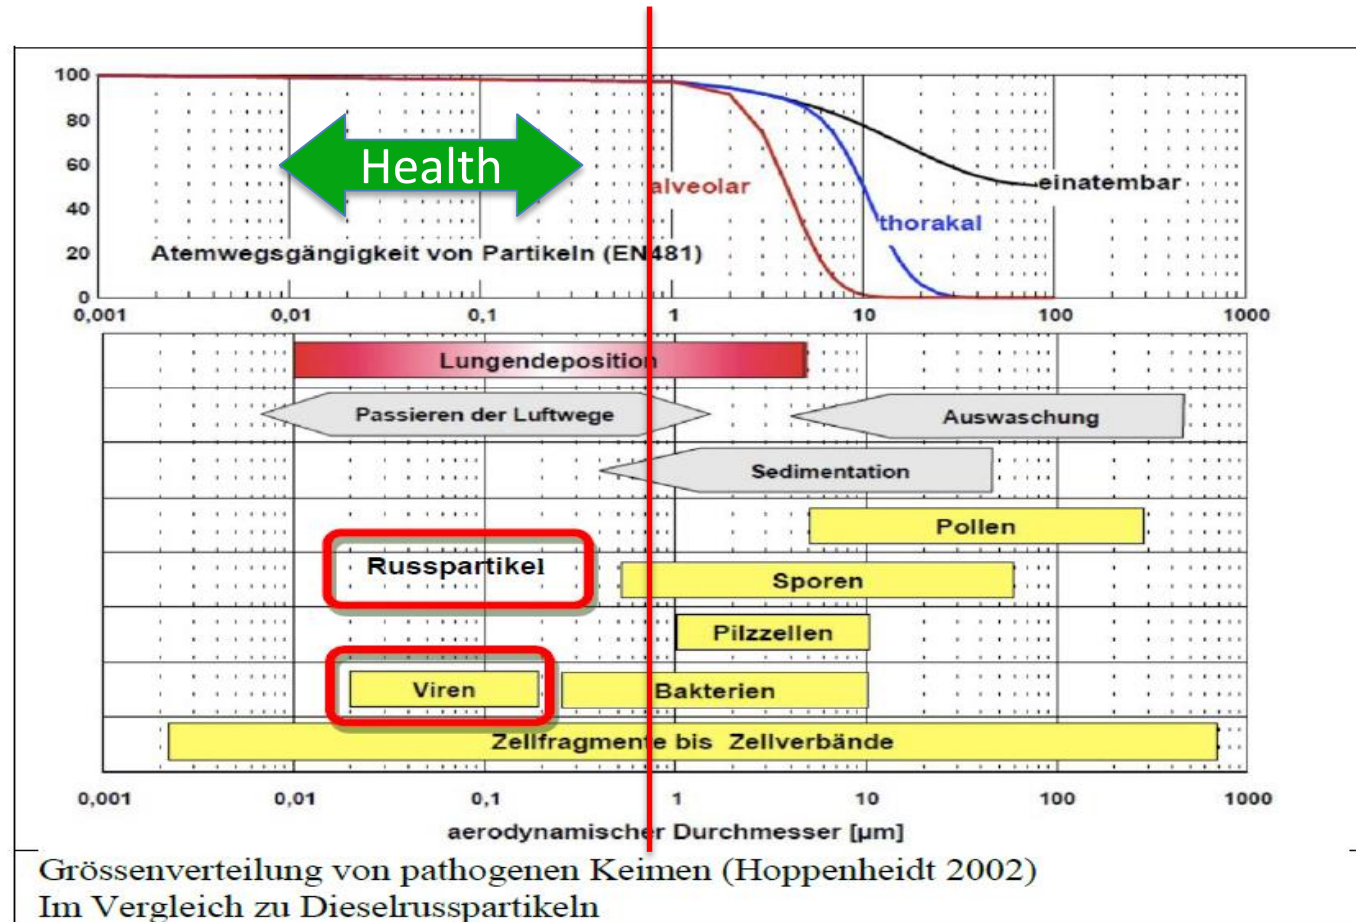 100
80
60
40
20
0
Health
alveolar
einatembar
thorakal
Atemwegsgängigkeit von Partikeln (EN481)
0,001 0,01 0,1 1 10 100 1000
Lungendeposition
Passieren der Luftwege Auswaschung
Sedimentation
Pollen
Russpartikel
Sporen
Pilzzellen
Viren Bakterien
Zellfragmente bis Zellverbände
0,001 0,01 0,1 1 10 100 1000
aerodynamischer Durchmesser [µm]
Grössenverteilung von pathogenen Keimen (Hoppenheidt 2002)
Im Vergleich zu Dieselrusspartikeln